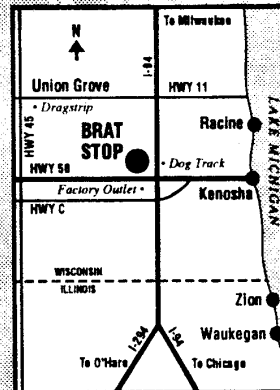 To Milwaukee
N
I-94
Union Grove
HWY 11
HWY 45
• Dragstrip
Racine
LAKE MICHIGAN
BRAT
STOP
• Dog Track
HWY 50
Factory Outlet •
Kenosha
HWY C
WISCONSIN
ILLINOIS
Zion
Waukegan
I-294
I-94
To O'Hare
To Chicago